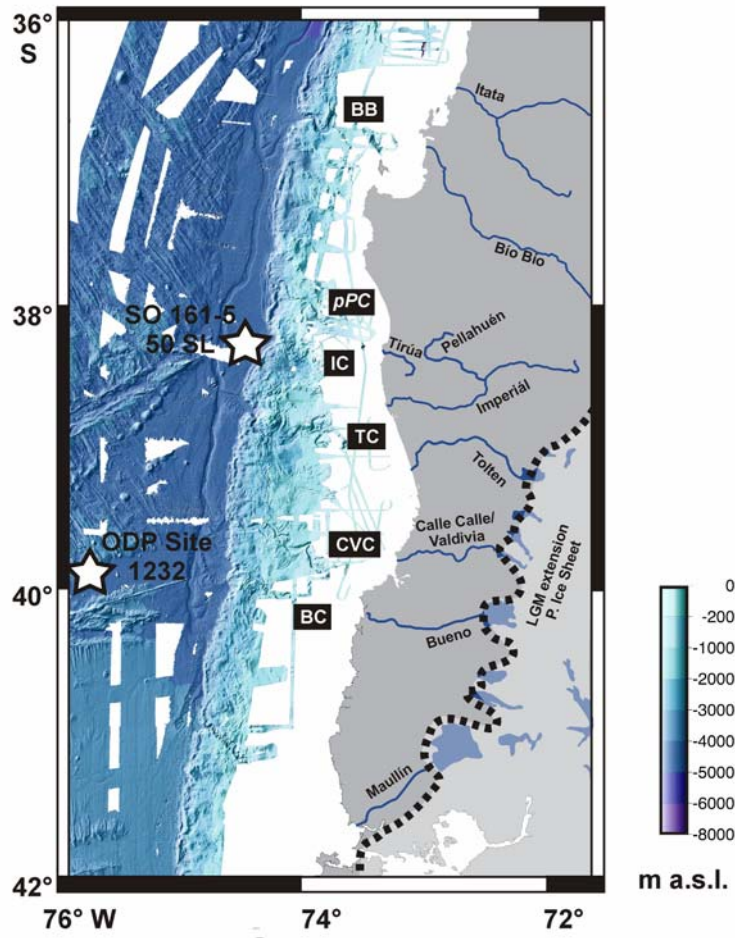 36°
S
BB
Itata
Bío Bío
38°
SO 161-5
50 SL
pPC
Pellahuén
Tirúa
IC
Imperiál
TC
Tolten
Calle Calle/
Valdivia
CVC
ODP Site
1232
LGM extension
P. Ice Sheet
40°
BC
Bueno
Maullín
42°
76° W
74°
72°
0
-200
-1000
-2000
-3000
-4000
-5000
-6000
-8000
m a.s.l.